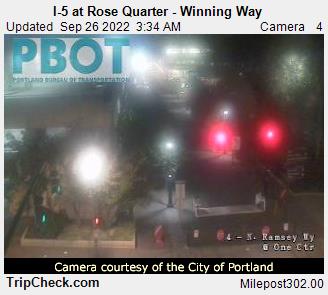 I-5 at Rose Quarter - Winning Way
Updated Sep 26 2022 3:34 AM Camera 4
PBOT
PORTLAND BUREAU OF TRANSPORTATION
4 - N. Ramsey Wy
@ One Ctr
Camera courtesy of the City of Portland
TripCheck.com Milepost302.00